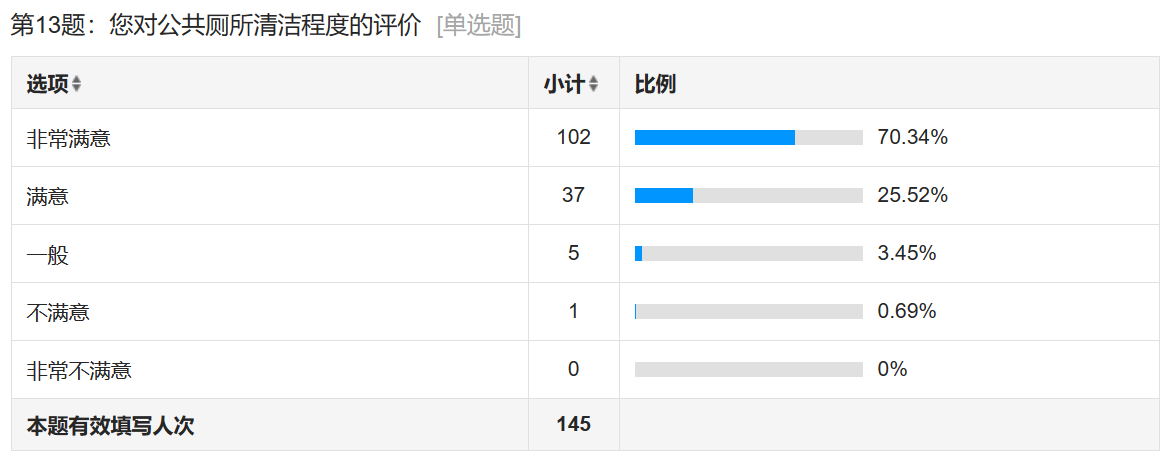 第13题：您对公共厕所清洁程度的评价 [单选题]
选项 小计 比例
非常满意 102 70.34%
满意 37 25.52%
一般 5 3.45%
不满意 1 0.69%
非常不满意 0 0%
本题有效填写人次 145